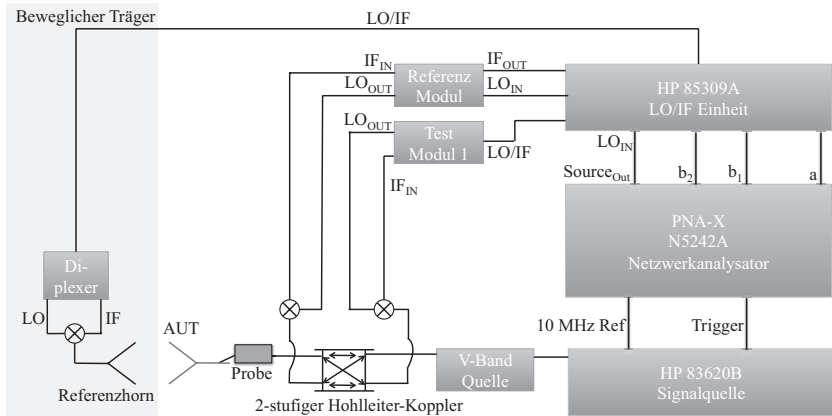 Beweglicher Träger
LO/IF
IF_IN
IF_OUT
LO_OUT
Referenz
Modul
LO_IN
HP 85309A
LO/IF Einheit
LO_OUT
Test
Modul 1
LO/IF
LO_IN
IF_IN
Source_Out
b_2
b_1
a
PNA-X
N5242A
Netzwerkanalysator
Di-
plexer
LO
IF
AUT
10 MHz Ref
Trigger
Referenzhorn
Probe
V-Band
Quelle
HP 83620B
Signalquelle
2-stufiger Hohlleiter-Koppler